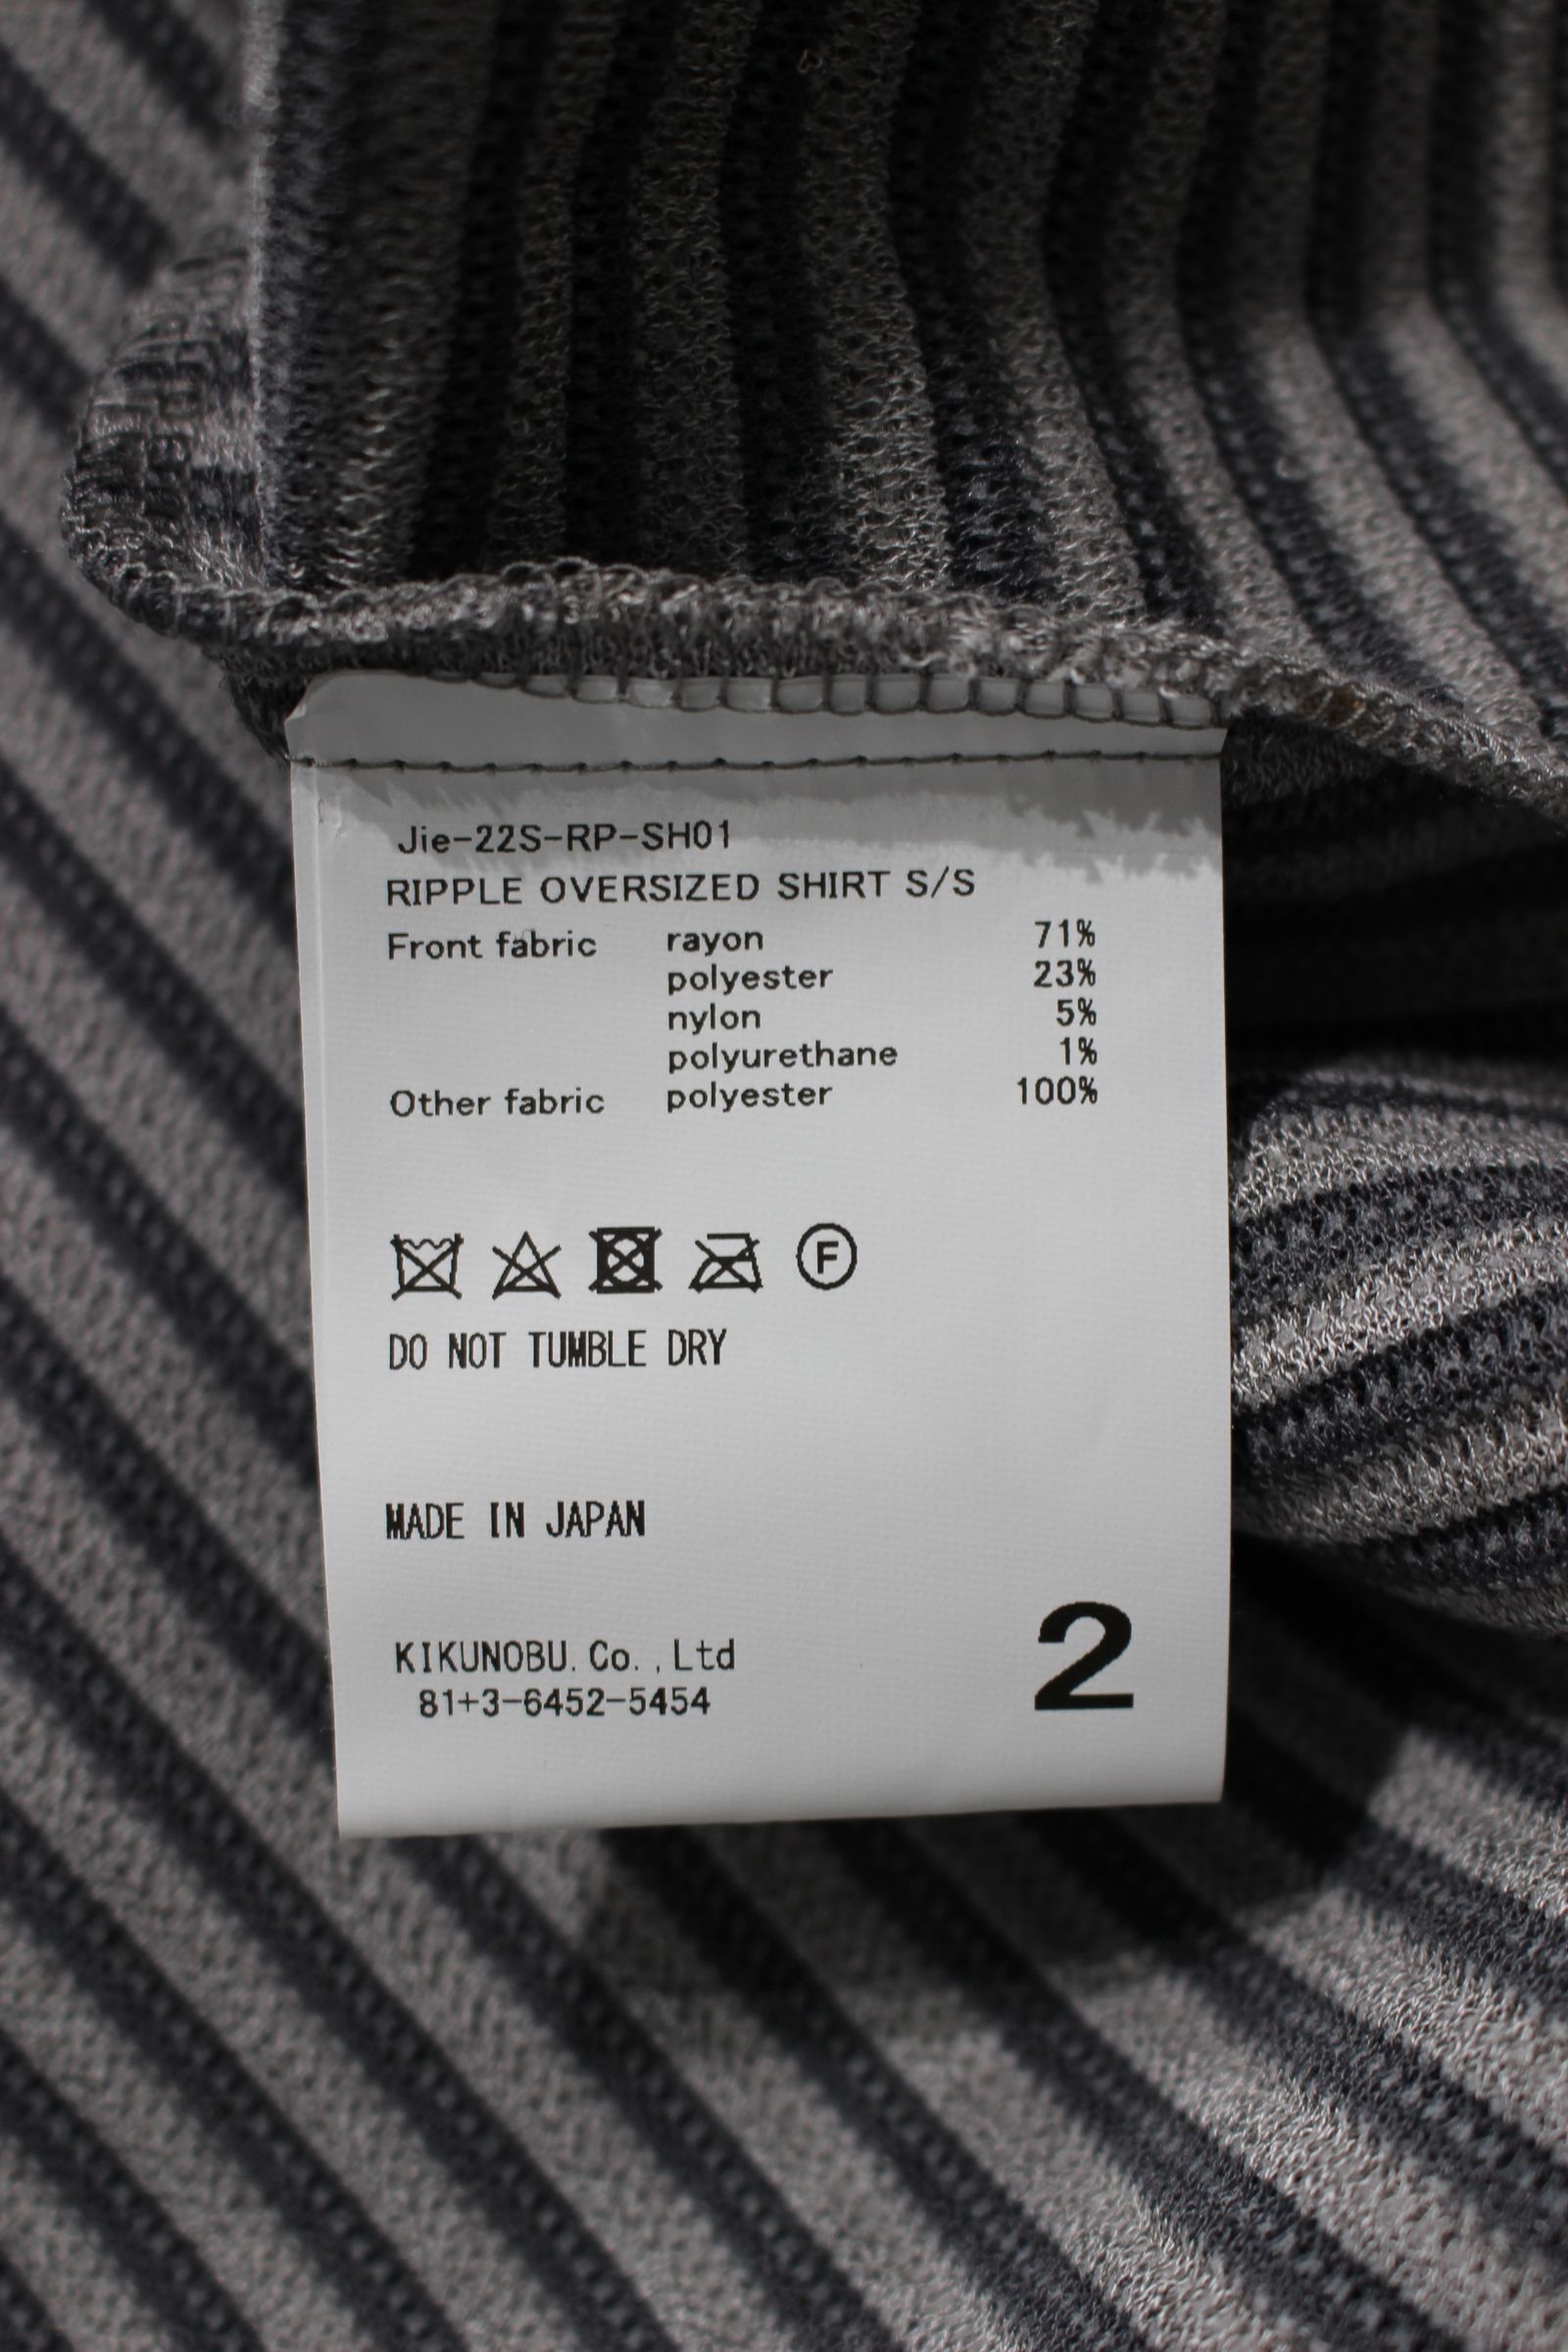 Jie-22S-RP-SH01
RIPPLE OVERSIZED SHIRT S/S
Front fabric rayon 71%
polyester 23%
nylon 5%
polyurethane 1%
Other fabric polyester 100%
F
DO NOT TUMBLE DRY
MADE IN JAPAN
KIKUNOBU.Co.,Ltd
81+3-6452-5454
2